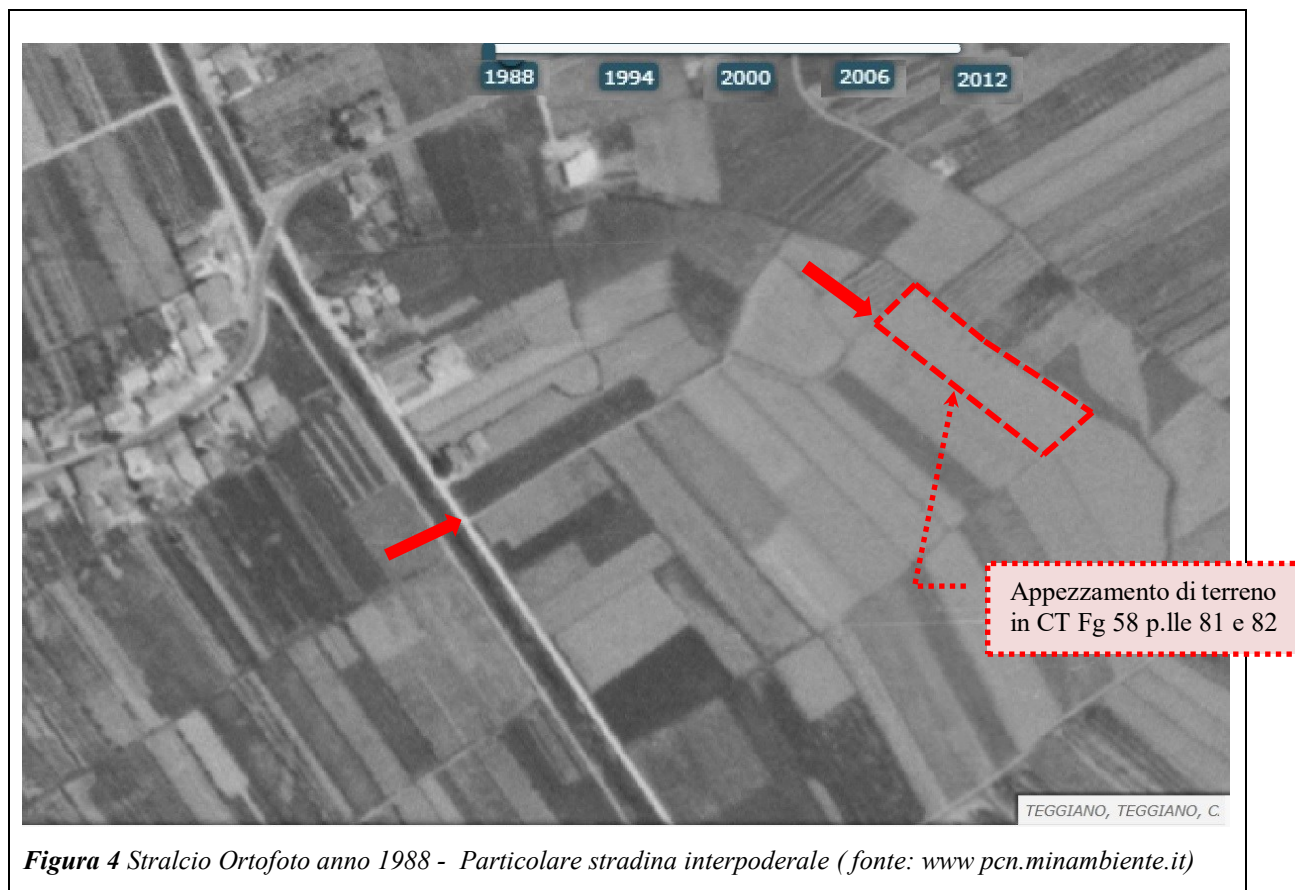 1988 1994 2000 2006 2012
Appezzamento di terreno
in CT Fg 58 p.lle 81 e 82
TEGGIANO, TEGGIANO, C.
Figura 4 Stralcio Ortofoto anno 1988 - Particolare stradina interpoderale ( fonte: www pcn.minambiente.it)